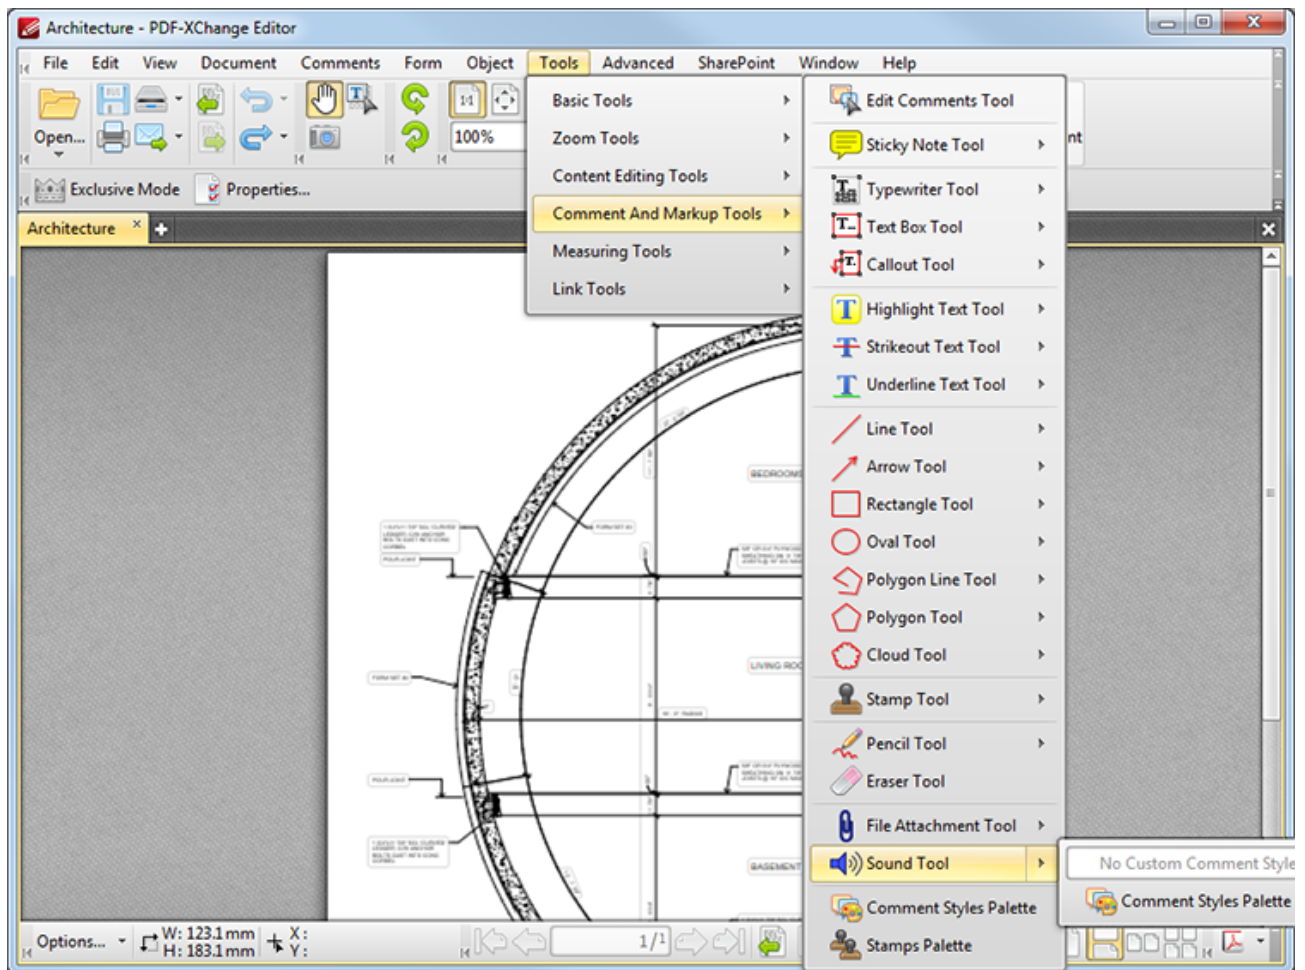 Architecture - PDF-XChange Editor
File Edit View Document Comments Form Object Tools Advanced SharePoint Window Help
Open...
1:1
100%
nt
Exclusive Mode Properties...
Architecture
Basic Tools
Zoom Tools
Content Editing Tools
Comment And Markup Tools
Measuring Tools
Link Tools
Edit Comments Tool
Sticky Note Tool
Typewriter Tool
Text Box Tool
Callout Tool
Highlight Text Tool
Strikeout Text Tool
Underline Text Tool
Line Tool
Arrow Tool
Rectangle Tool
Oval Tool
Polygon Line Tool
Polygon Tool
Cloud Tool
Stamp Tool
Pencil Tool
Eraser Tool
File Attachment Tool
Sound Tool
Comment Styles Palette
Stamps Palette
No Custom Comment Style
Comment Styles Palette
BEDROOMS
LIVING ROO
BASEMENT
Options... W: 123.1 mm X:
H: 183.1 mm Y:
1/1